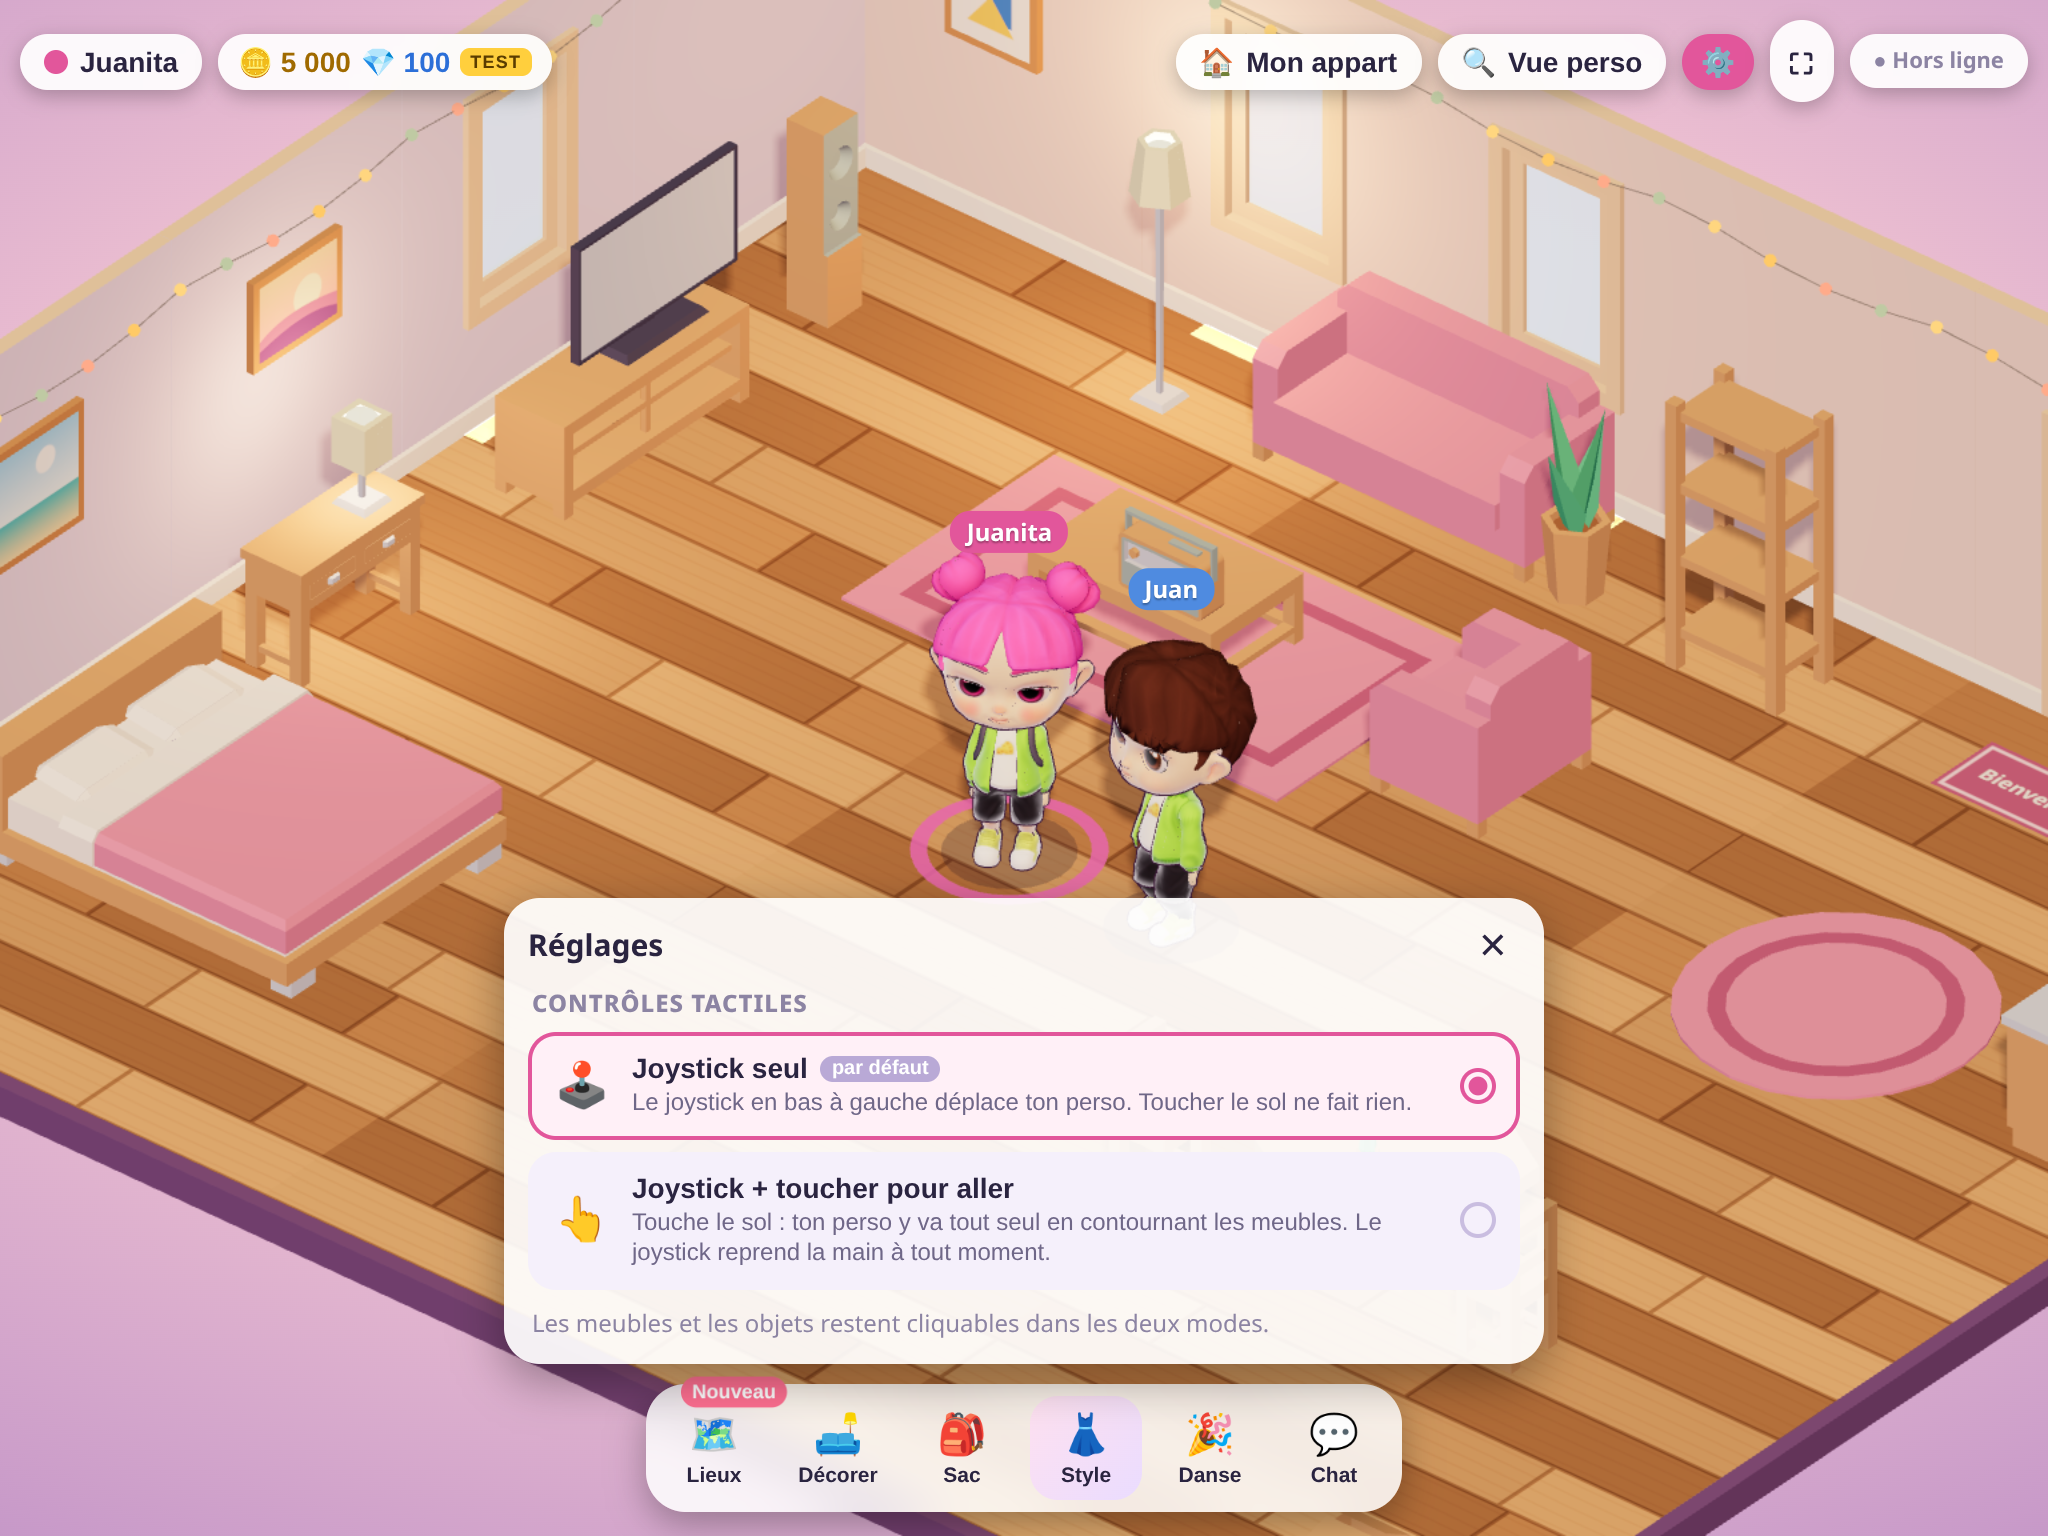 Juanita
5 000
100
TEST
Mon appart
Vue perso
Hors ligne
Juanita
Juan
Réglages
CONTRÔLES TACTILES
Joystick seul par défaut
Le joystick en bas à gauche déplace ton perso. Toucher le sol ne fait rien.
Joystick + toucher pour aller
Touche le sol : ton perso y va tout seul en contournant les meubles. Le
joystick reprend la main à tout moment.
Les meubles et les objets restent cliquables dans les deux modes.
Nouveau
Lieux
Décorer
Sac
Style
Danse
Chat